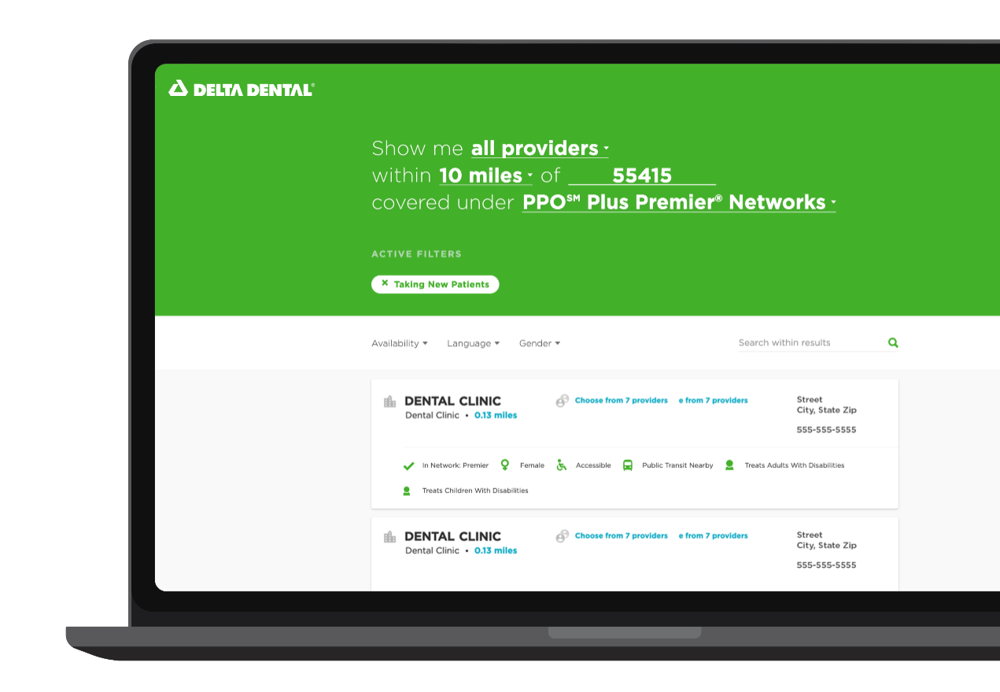 DELTA DENTAL®
Show me all providers
within 10 miles of 55415
covered under PPO℠ Plus Premier® Networks
ACTIVE FILTERS
× Taking New Patients
Availability Language Gender Search within results
DENTAL CLINIC Choose from 7 providers e from 7 providers Street
Dental Clinic • 0.13 miles City, State Zip
555-555-5555
In Network: Premier Female Accessible Public Transit Nearby Treats Adults With Disabilities
Treats Children With Disabilities
DENTAL CLINIC Choose from 7 providers e from 7 providers Street
Dental Clinic • 0.13 miles City, State Zip
555-555-5555